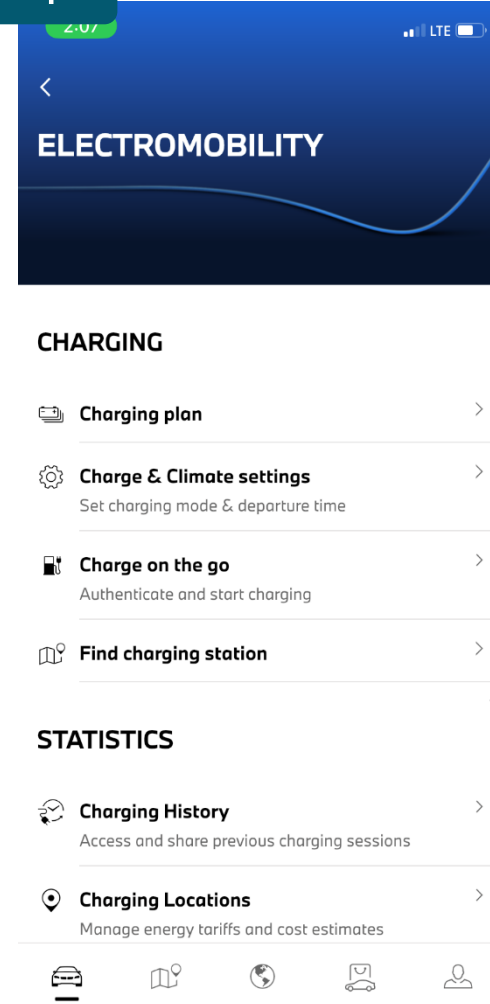 2:07
LTE
ELECTROMOBILITY
CHARGING
Charging plan
Charge & Climate settings
Set charging mode & departure time
Charge on the go
Authenticate and start charging
Find charging station
STATISTICS
Charging History
Access and share previous charging sessions
Charging Locations
Manage energy tariffs and cost estimates